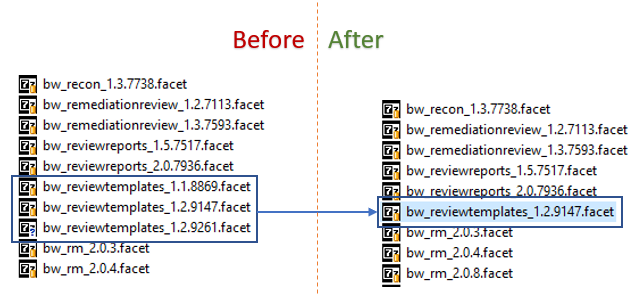 Before
After
bw_recon_1.3.7738.facet
bw_remediationreview_1.2.7113.facet
bw_remediationreview_1.3.7593.facet
bw_reviewreports_1.5.7517.facet
bw_reviewreports_2.0.7936.facet
bw_reviewtemplates_1.1.8869.facet
bw_reviewtemplates_1.2.9147.facet
bw_reviewtemplates_1.2.9261.facet
bw_rm_2.0.3.facet
bw_rm_2.0.4.facet
bw_recon_1.3.7738.facet
bw_remediationreview_1.2.7113.facet
bw_remediationreview_1.3.7593.facet
bw_reviewreports_1.5.7517.facet
bw_reviewreports_2.0.7936.facet
bw_reviewtemplates_1.2.9147.facet
bw_rm_2.0.3.facet
bw_rm_2.0.4.facet
bw_rm_2.0.8.facet